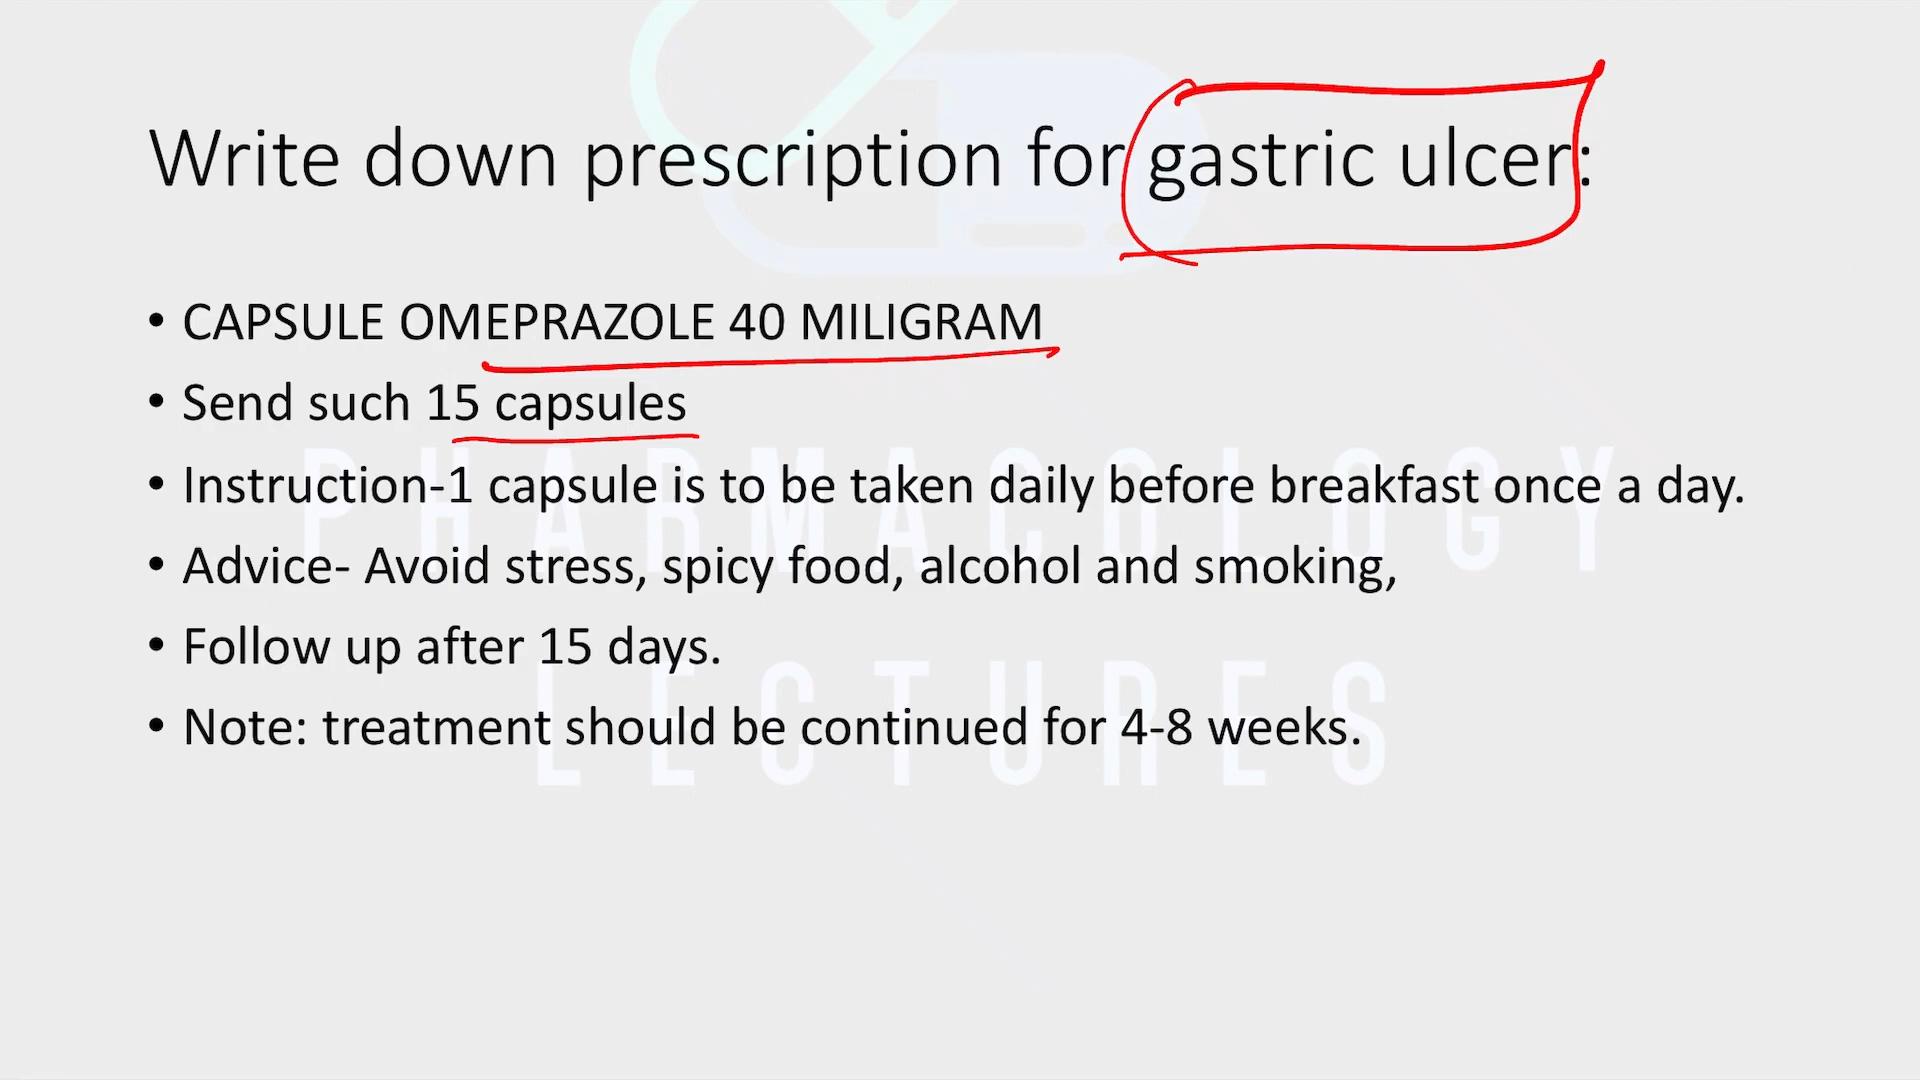 Write down prescription for gastric ulcer:
• CAPSULE OMEPRAZOLE 40 MILIGRAM
• Send such 15 capsules
• Instruction-1 capsule is to be taken daily before breakfast once a day.
• Advice- Avoid stress, spicy food, alcohol and smoking,
• Follow up after 15 days.
• Note: treatment should be continued for 4-8 weeks.
PHARMACOLOGY
LECTURES